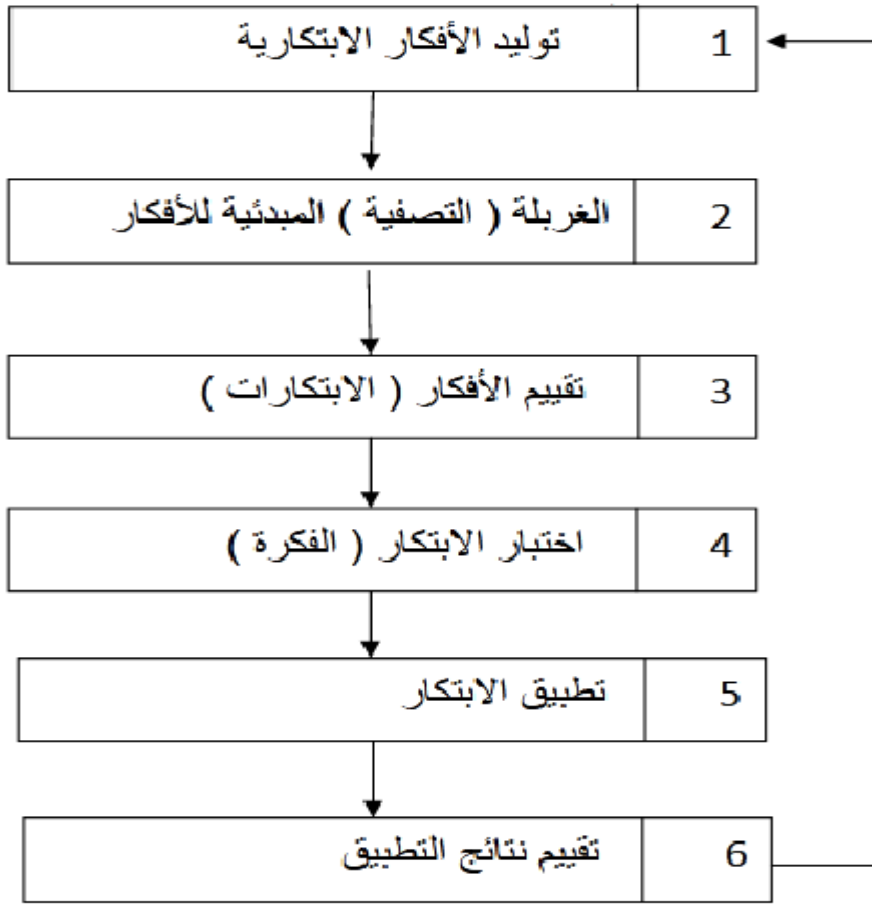 1 توليد الأفكار الابتكارية
2 الغربلة ( التصفية ) المبدئية للأفكار
3 تقييم الأفكار ( الابتكارات )
4 اختبار الابتكار ( الفكرة )
5 تطبيق الابتكار
6 تقييم نتائج التطبيق